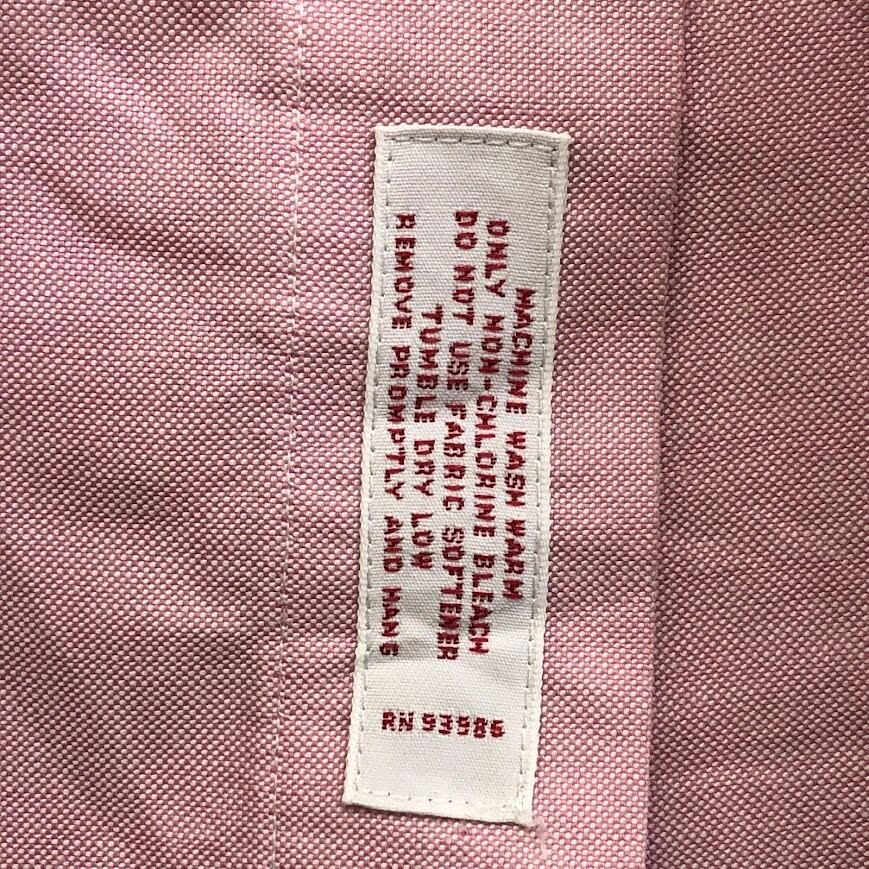 MACHINE WASH WARM
ONLY NON-CHLORINE BLEACH
DO NOT USE FABRIC SOFTENER
TUMBLE DRY LOW
REMOVE PROMPTLY AND HANG
RN 93986